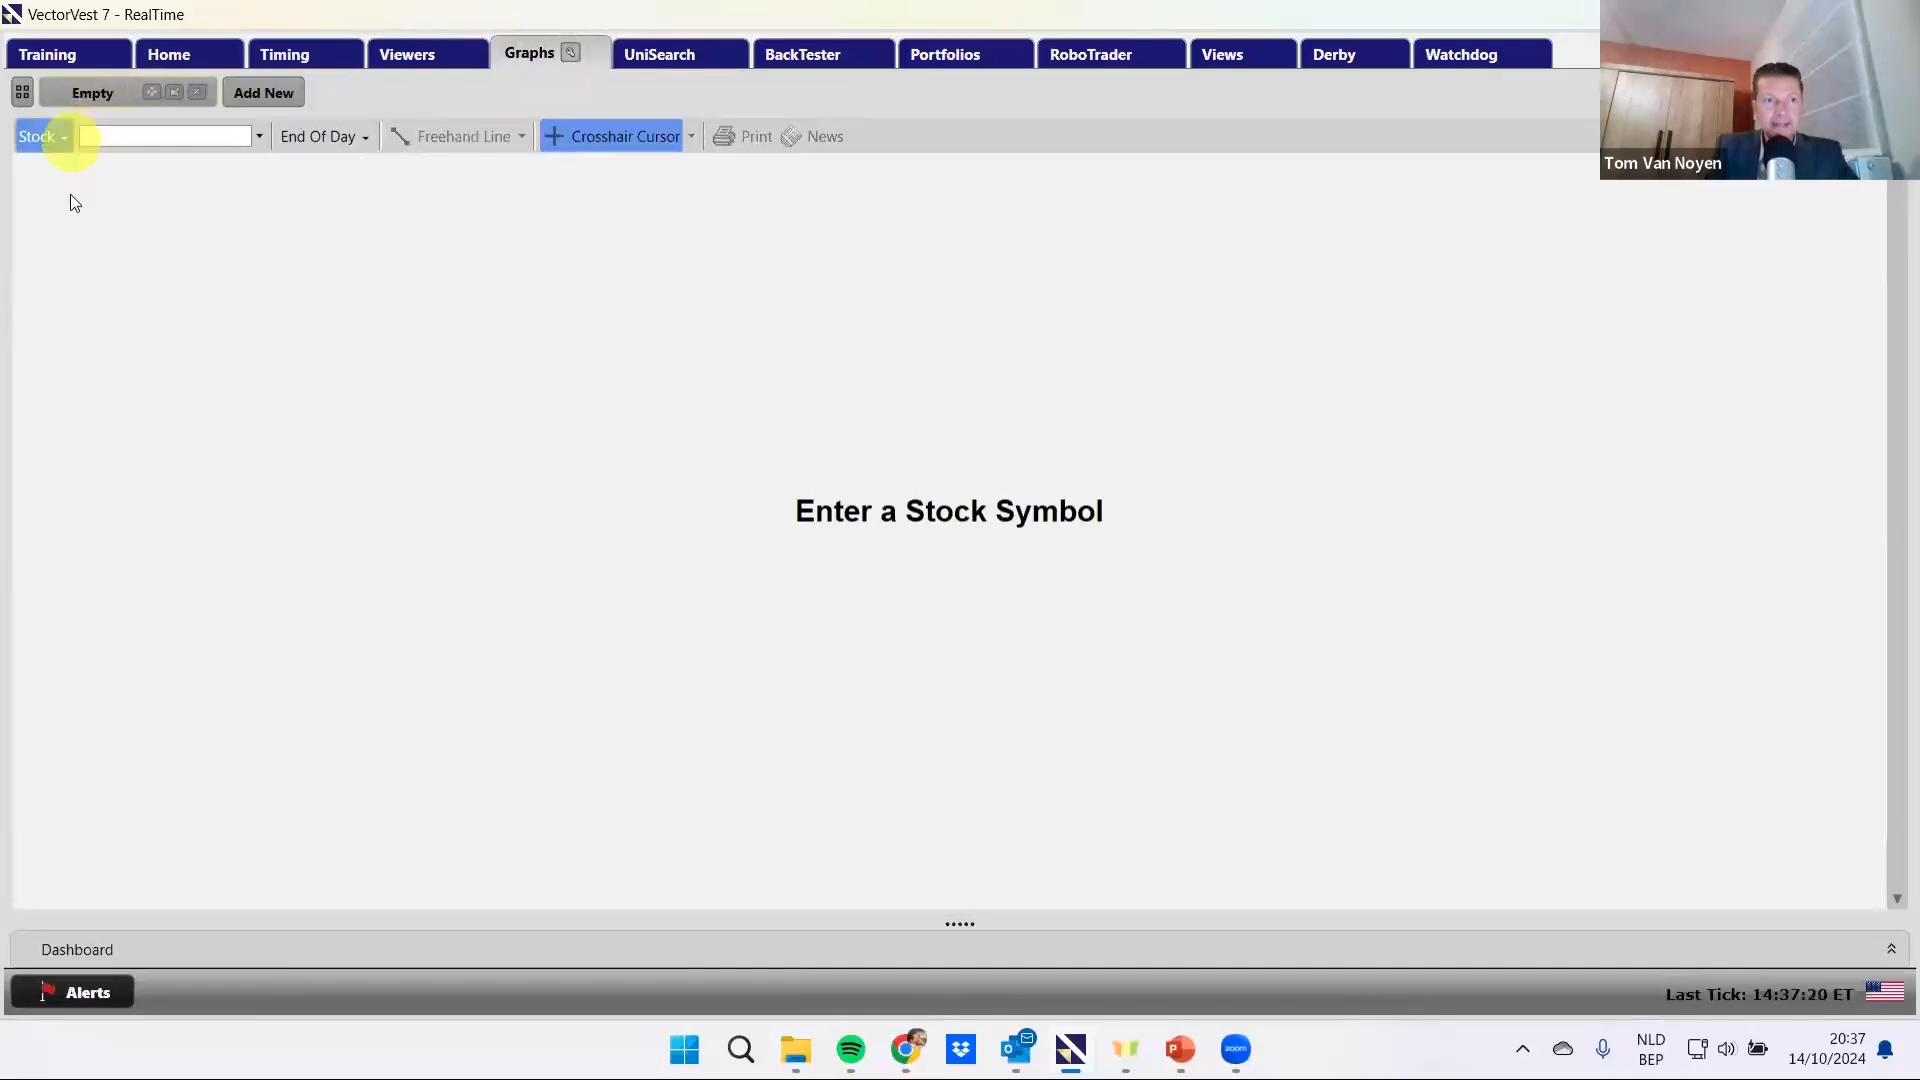 VectorVest 7 - RealTime
Training Home Timing Viewers Graphs UniSearch BackTester Portfolios RoboTrader Views Derby Watchdog
Empty Add New
Stock End Of Day Freehand Line Crosshair Cursor Print News
Tom Van Noyen
Enter a Stock Symbol
Dashboard
Alerts Last Tick: 14:37:20 ET
zoom
NLD
BEP
20:37
14/10/2024